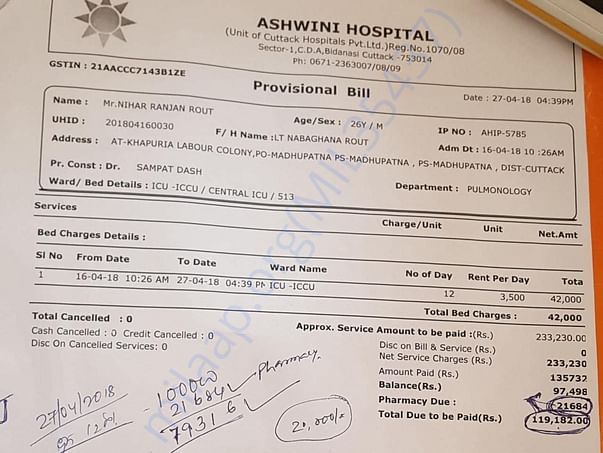 ASHWINI HOSPITAL
(Unit of Cuttack Hospitals Pvt.Ltd.)Reg.No.1070/08
Sector-1,C.D.A,Bidanasi Cuttack -753014
Ph: 0671-2363007/08/09
GSTIN : 21AACCC7143B1ZE
Provisional Bill
Date : 27-04-18 04:39PM
Name : Mr.NIHAR RANJAN ROUT Age/Sex : 26Y / M IP NO : AHIP-5785
UHID : 201804160030 F/ H Name :LT NABAGHANA ROUT Adm Dt : 16-04-18 10:26AM
Address : AT-KHAPURIA LABOUR COLONY,PO-MADHUPATNA PS-MADHUPATNA , PS-MADHUPATNA , DIST-CUTTACK
Pr. Const : Dr. SAMPAT DASH Department : PULMONOLOGY
Ward/ Bed Details : ICU -ICCU / CENTRAL ICU / 513
Services Charge/Unit Unit Net.Amt
Bed Charges Details :
Sl No From Date To Date Ward Name No of Day Rent Per Day Tota
1 16-04-18 10:26 AM 27-04-18 04:39 PM ICU -ICCU 12 3,500 42,000
Total Bed Charges : 42,000
Total Cancelled : 0 Approx. Service Amount to be paid :(Rs.) 233,230.00
Cash Cancelled : 0 Credit Cancelled : 0 Disc on Bill & Service (Rs.) 0
Disc On Cancelled Services: 0 Net Service Charges (Rs.) 233,230
Amount Paid (Rs.) 135732
Balance(Rs.) 97,498
Pharmacy Due : 21684
Total Due to be Paid(Rs.) 119,182.00
27/04/2018
100000
21684 Pharmacy.
79316
20,000/-
milaap.org(MIL35437)